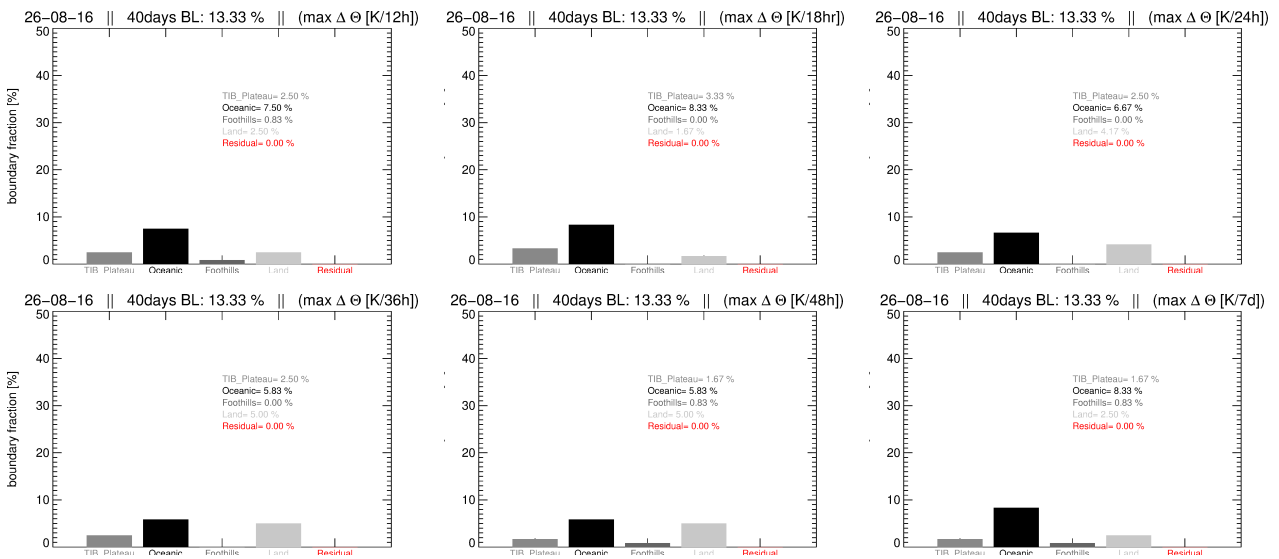 26−08−16 || 40days BL: 13.33 % || (max Δ Θ [K/12h])
50
40
30
20
10
0
boundary fraction [%]
TIB_Plateau= 2.50 %
Oceanic= 7.50 %
Foothills= 0.83 %
Land= 2.50 %
Residual= 0.00 %
TIB_Plateau Oceanic Foothills Land Residual
26−08−16 || 40days BL: 13.33 % || (max Δ Θ [K/18hr])
50
40
30
20
10
0
TIB_Plateau= 3.33 %
Oceanic= 8.33 %
Foothills= 0.00 %
Land= 1.67 %
Residual= 0.00 %
TIB_Plateau Oceanic Foothills Land Residual
26−08−16 || 40days BL: 13.33 % || (max Δ Θ [K/24h])
50
40
30
20
10
0
TIB_Plateau= 2.50 %
Oceanic= 6.67 %
Foothills= 0.00 %
Land= 4.17 %
Residual= 0.00 %
TIB_Plateau Oceanic Foothills Land Residual
26−08−16 || 40days BL: 13.33 % || (max Δ Θ [K/36h])
50
40
30
20
10
0
boundary fraction [%]
TIB_Plateau= 2.50 %
Oceanic= 5.83 %
Foothills= 0.00 %
Land= 5.00 %
Residual= 0.00 %
TIB_Plateau Oceanic Foothills Land Residual
26−08−16 || 40days BL: 13.33 % || (max Δ Θ [K/48h])
50
40
30
20
10
0
TIB_Plateau= 1.67 %
Oceanic= 5.83 %
Foothills= 0.83 %
Land= 5.00 %
Residual= 0.00 %
TIB_Plateau Oceanic Foothills Land Residual
26−08−16 || 40days BL: 13.33 % || (max Δ Θ [K/7d])
50
40
30
20
10
0
TIB_Plateau= 1.67 %
Oceanic= 8.33 %
Foothills= 0.83 %
Land= 2.50 %
Residual= 0.00 %
TIB_Plateau Oceanic Foothills Land Residual